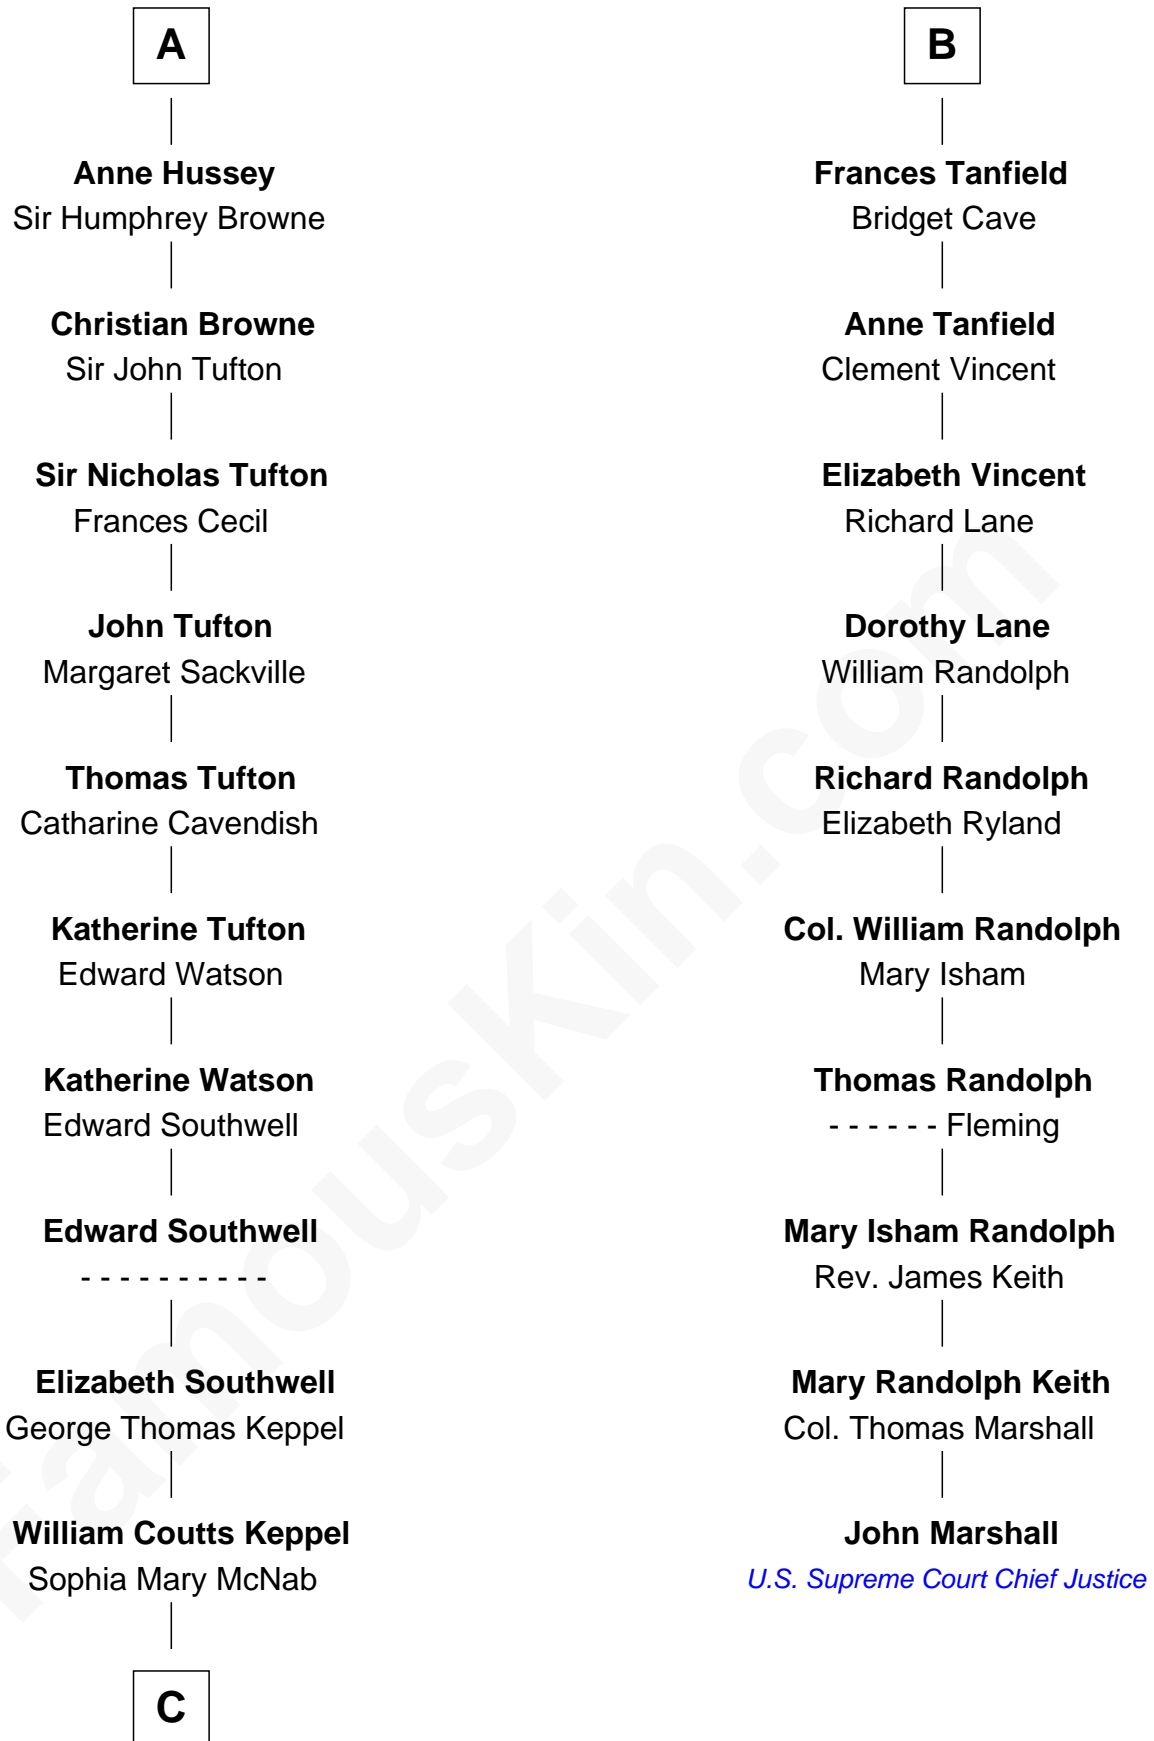 A
Anne Hussey
Sir Humphrey Browne
Christian Browne
Sir John Tufton
Sir Nicholas Tufton
Frances Cecil
John Tufton
Margaret Sackville
Thomas Tufton
Catharine Cavendish
Katherine Tufton
Edward Watson
Katherine Watson
Edward Southwell
Edward Southwell
- - - - - - - - - -
Elizabeth Southwell
George Thomas Keppel
William Coutts Keppel
Sophia Mary McNab
C
B
Frances Tanfield
Bridget Cave
Anne Tanfield
Clement Vincent
Elizabeth Vincent
Richard Lane
Dorothy Lane
William Randolph
Richard Randolph
Elizabeth Ryland
Col. William Randolph
Mary Isham
Thomas Randolph
- - - - - - Fleming
Mary Isham Randolph
Rev. James Keith
Mary Randolph Keith
Col. Thomas Marshall
John Marshall
U.S. Supreme Court Chief Justice
FamousKin.com